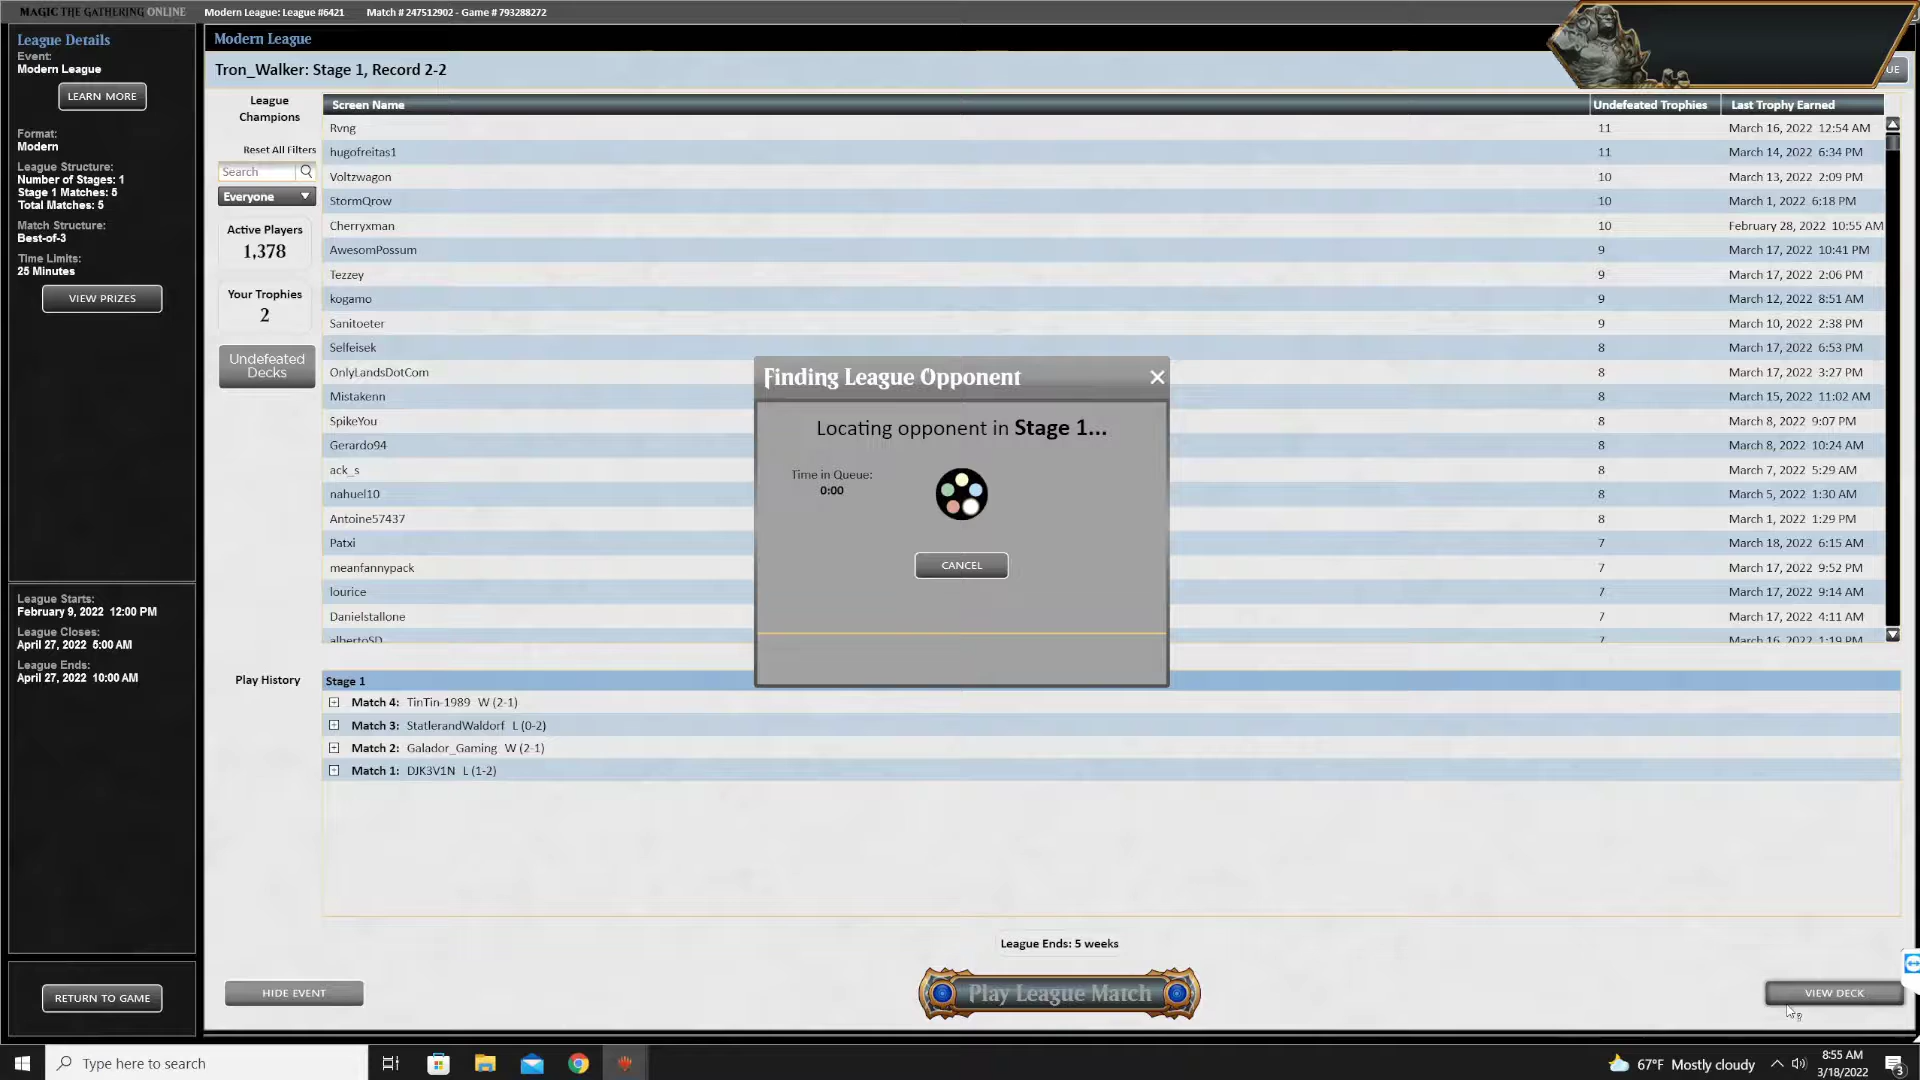 MAGIC THE GATHERING ONLINE
Modern League: League #6421
Match # 247512902 - Game # 793288272
League Details
Event:
Modern League
LEARN MORE
Format:
Modern
League Structure:
Number of Stages: 1
Stage 1 Matches: 5
Total Matches: 5
Match Structure:
Best-of-3
Time Limits:
25 Minutes
VIEW PRIZES
League Starts:
February 9, 2022 12:00 PM
League Closes:
April 27, 2022 5:00 AM
League Ends:
April 27, 2022 10:00 AM
RETURN TO GAME
Modern League
Tron_Walker: Stage 1, Record 2-2
UE
League
Champions
Reset All Filters
Search
Everyone
Active Players
1,378
Your Trophies
2
Undefeated
Decks
Screen Name Undefeated Trophies Last Trophy Earned
Rvng 11 March 16, 2022 12:54 AM
hugofreitas1 11 March 14, 2022 6:34 PM
Voltzwagon 10 March 13, 2022 2:09 PM
StormQrow 10 March 1, 2022 6:18 PM
Cherryxman 10 February 28, 2022 10:55 AM
AwesomPossum 9 March 17, 2022 10:41 PM
Tezzey 9 March 17, 2022 2:06 PM
kogamo 9 March 12, 2022 8:51 AM
Sanitoeter 9 March 10, 2022 2:38 PM
Selfeisek 8 March 17, 2022 6:53 PM
OnlyLandsDotCom 8 March 17, 2022 3:27 PM
Mistakenn 8 March 15, 2022 11:02 AM
SpikeYou 8 March 8, 2022 9:07 PM
Gerardo94 8 March 8, 2022 10:24 AM
ack_s 8 March 7, 2022 5:29 AM
nahuel10 8 March 5, 2022 1:30 AM
Antoine57437 8 March 1, 2022 1:29 PM
Patxi 7 March 18, 2022 6:15 AM
meanfannypack 7 March 17, 2022 9:52 PM
lourice 7 March 17, 2022 9:14 AM
Danielstallone 7 March 17, 2022 4:11 AM
albertoSD 7 March 16, 2022 1:19 PM
Finding League Opponent
Locating opponent in Stage 1...
Time in Queue:
0:00
CANCEL
Play History
Stage 1
Match 4: TinTin-1989 W (2-1)
Match 3: StatlerandWaldorf L (0-2)
Match 2: Galador_Gaming W (2-1)
Match 1: DJK3V1N L (1-2)
League Ends: 5 weeks
HIDE EVENT
Play League Match
VIEW DECK
Type here to search
67°F Mostly cloudy
8:55 AM
3/18/2022
3